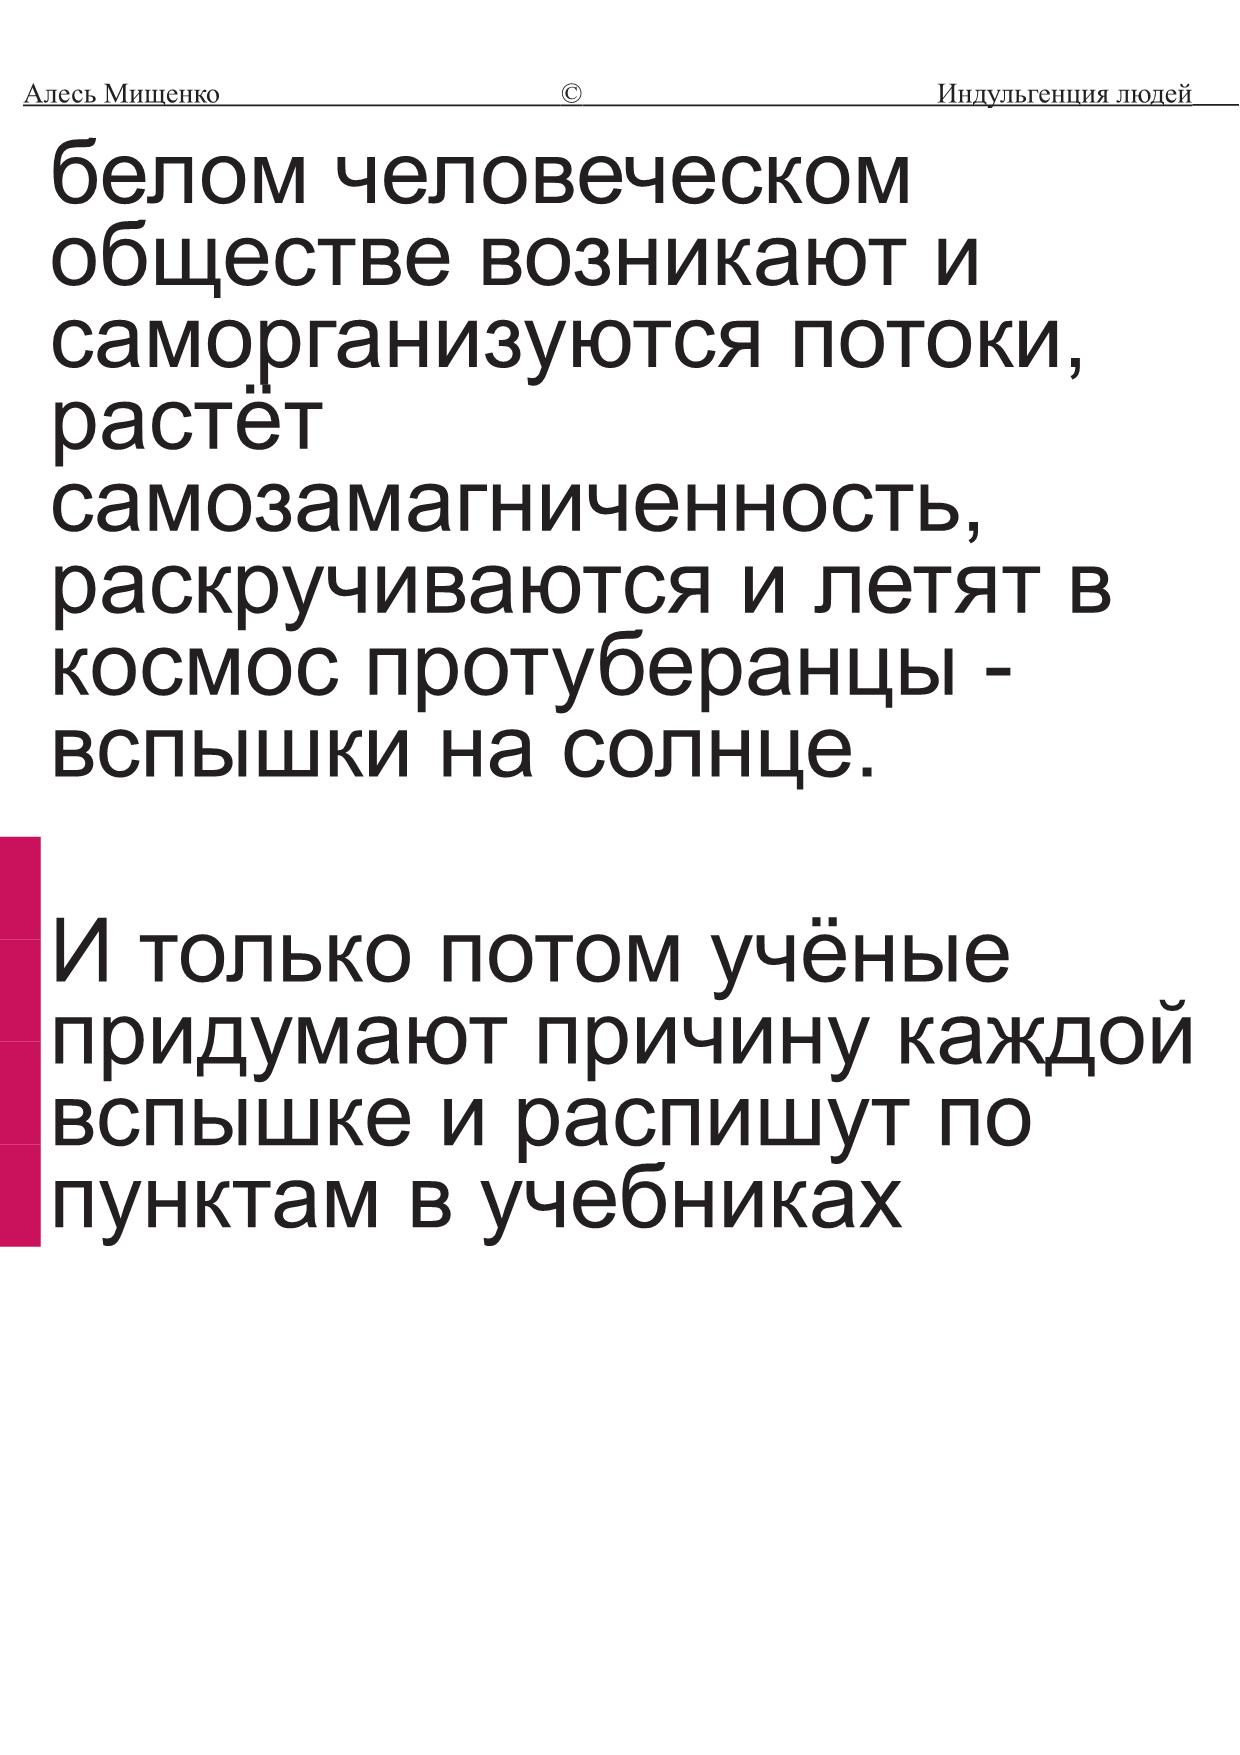 Алесь Мищенко © Индульгенция людей
белом человеческом
обществе возникают и
саморганизуются потоки,
растёт
самозамагниченность,
раскручиваются и летят в
космос протуберанцы -
вспышки на солнце.
И только потом учёные
придумают причину каждой
вспышке и распишут по
пунктам в учебниках